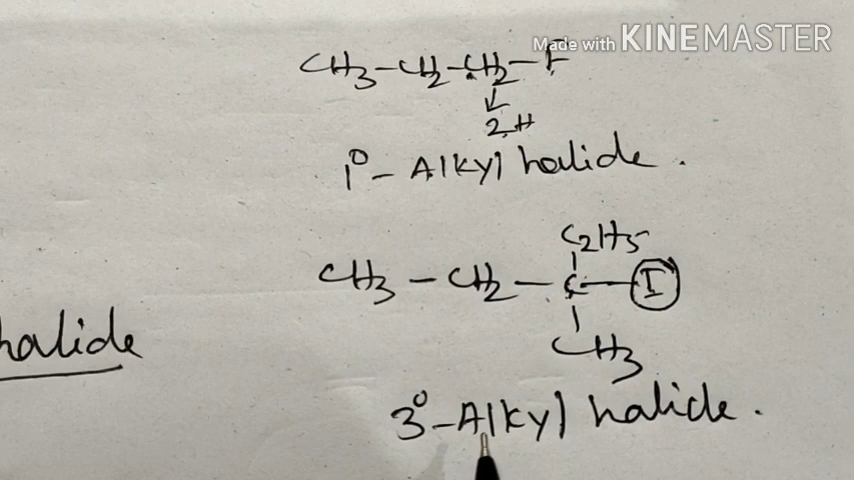 Made with KINEMASTER
CH3-CH2-CH2-F
2H
1°-Alkyl halide.
C2H5
CH3-CH2-C-I
CH3
halide
3°-Alkyl halide.